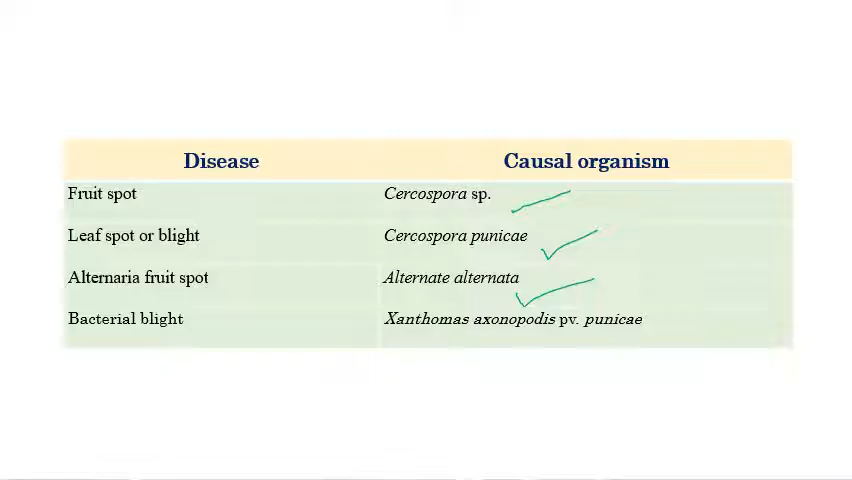 Disease Causal organism
Fruit spot Cercospora sp.
Leaf spot or blight Cercospora punicae
Alternaria fruit spot Alternate alternata
Bacterial blight Xanthomas axonopodis pv. punicae